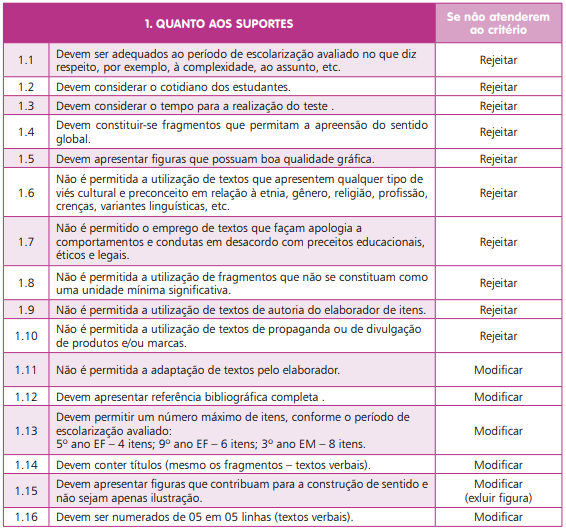 1. QUANTO AOS SUPORTES
Se não atenderem
ao critério
1.1
Devem ser adequados ao período de escolarização avaliado no que diz
respeito, por exemplo, à complexidade, ao assunto, etc.
Rejeitar
1.2
Devem considerar o cotidiano dos estudantes.
Rejeitar
1.3
Devem considerar o tempo para a realização do teste .
Rejeitar
1.4
Devem constituir-se fragmentos que permitam a apreensão do sentido
global.
Rejeitar
1.5
Devem apresentar figuras que possuam boa qualidade gráfica.
Rejeitar
1.6
Não é permitida a utilização de textos que apresentem qualquer tipo de
viés cultural e preconceito em relação à etnia, gênero, religião, profissão,
crenças, variantes linguísticas, etc.
Rejeitar
1.7
Não é permitido o emprego de textos que façam apologia a
comportamentos e condutas em desacordo com preceitos educacionais,
éticos e legais.
Rejeitar
1.8
Não é permitida a utilização de fragmentos que não se constituam como
uma unidade mínima significativa.
Rejeitar
1.9
Não é permitida a utilização de textos de autoria do elaborador de itens.
Rejeitar
1.10
Não é permitida a utilização de textos de propaganda ou de divulgação
de produtos e/ou marcas.
Rejeitar
1.11
Não é permitida a adaptação de textos pelo elaborador.
Modificar
1.12
Devem apresentar referência bibliográfica completa .
Modificar
1.13
Devem permitir um número máximo de itens, conforme o período de
escolarização avaliado:
5º ano EF – 4 itens; 9º ano EF – 6 itens; 3º ano EM – 8 itens.
Modificar
1.14
Devem conter títulos (mesmo os fragmentos – textos verbais).
Modificar
1.15
Devem apresentar figuras que contribuam para a construção de sentido e
não sejam apenas ilustração.
Modificar
(exluir figura)
1.16
Devem ser numerados de 05 em 05 linhas (textos verbais).
Modificar